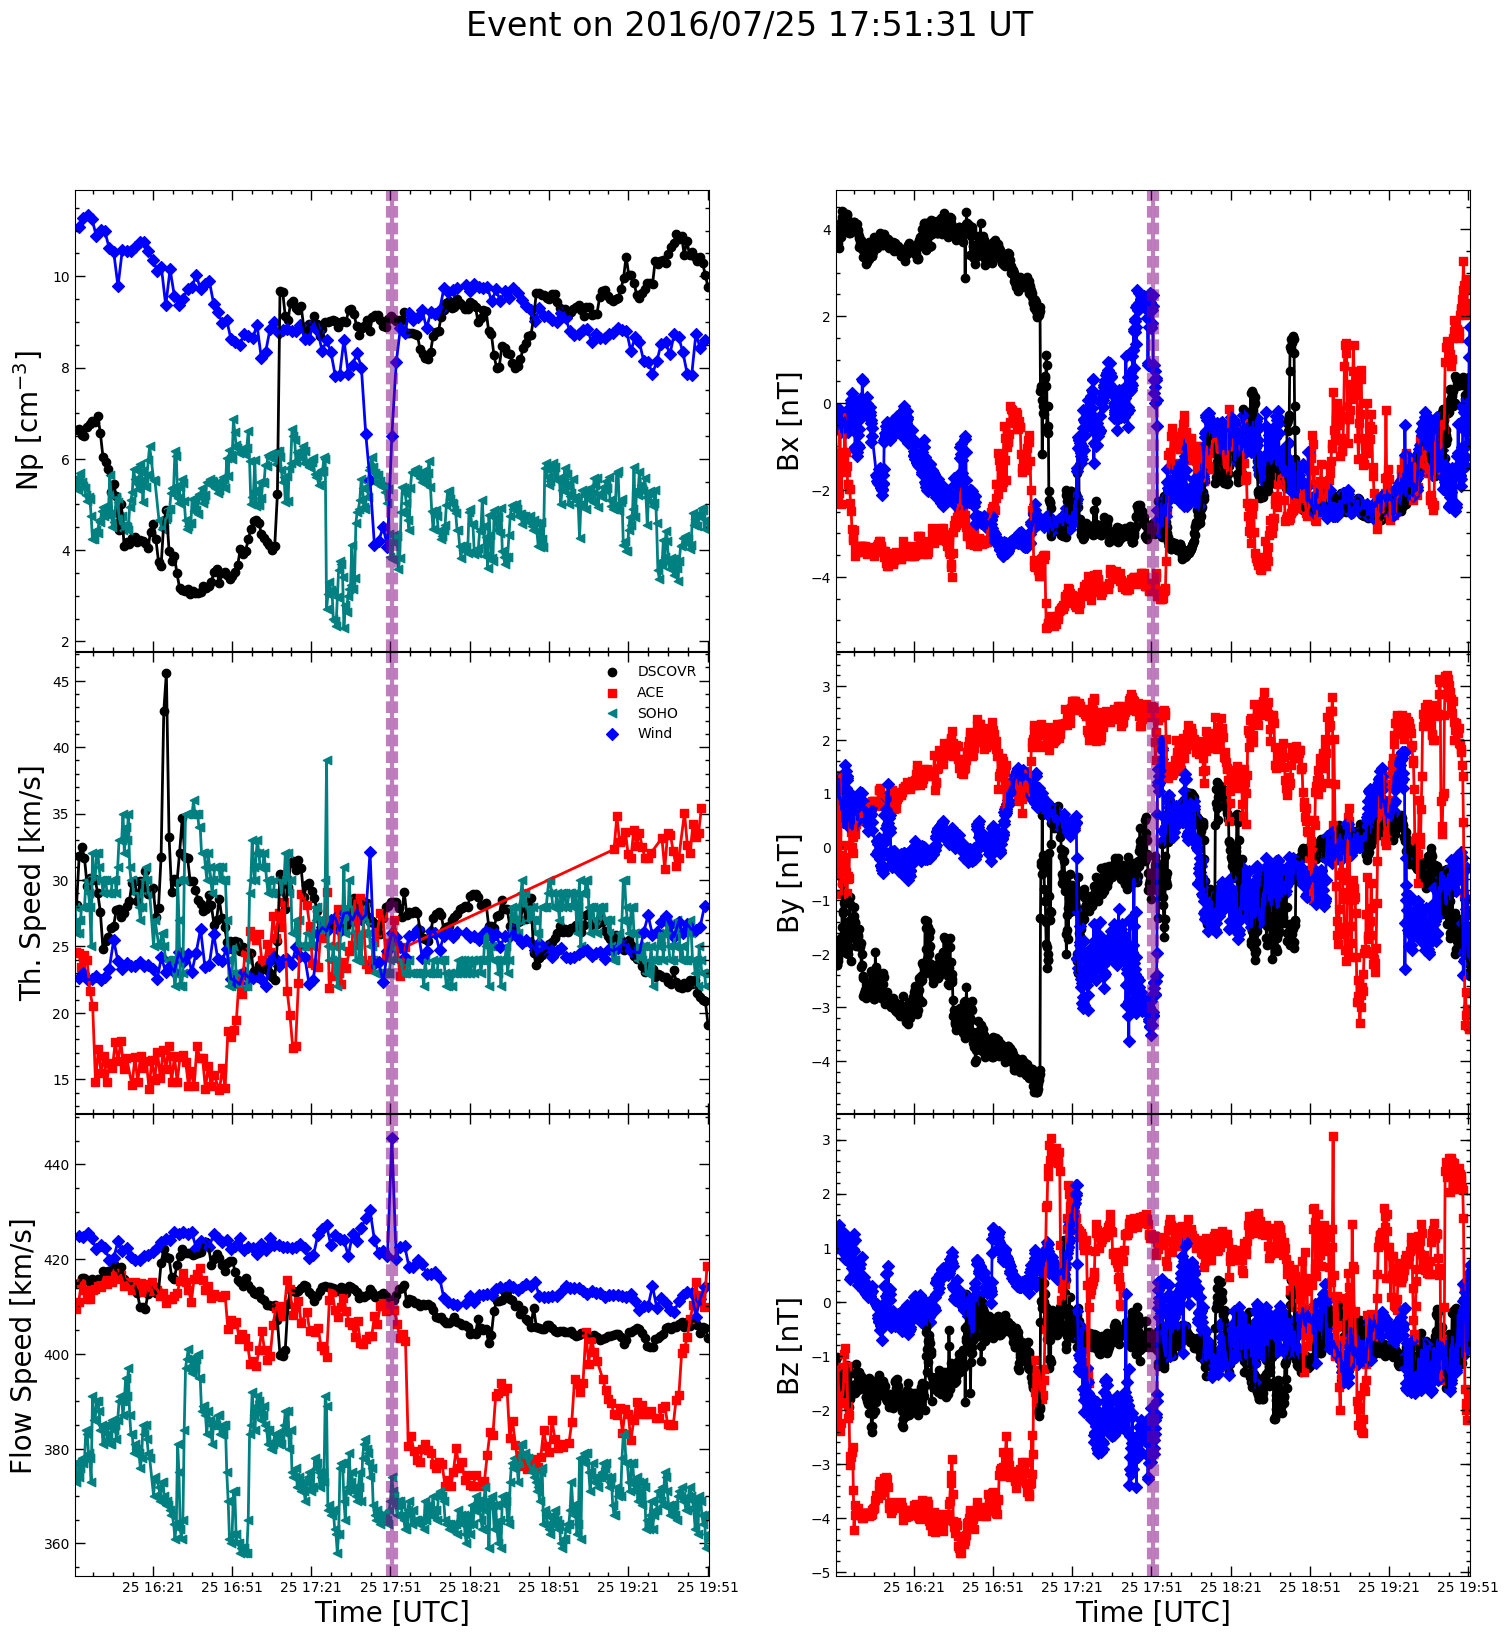 Event on 2016/07/25 17:51:31 UT
Np [cm⁻³]
10
8
6
4
2
Bx [nT]
4
2
0
−2
−4
Th. Speed [km/s]
45
40
35
30
25
20
15
DSCOVR
ACE
SOHO
Wind
By [nT]
3
2
1
0
−1
−2
−3
−4
Flow Speed [km/s]
440
420
400
380
360
Bz [nT]
3
2
1
0
−1
−2
−3
−4
−5
25 16:21 25 16:51 25 17:21 25 17:51 25 18:21 25 18:51 25 19:21 25 19:51
Time [UTC]
25 16:21 25 16:51 25 17:21 25 17:51 25 18:21 25 18:51 25 19:21 25 19:51
Time [UTC]